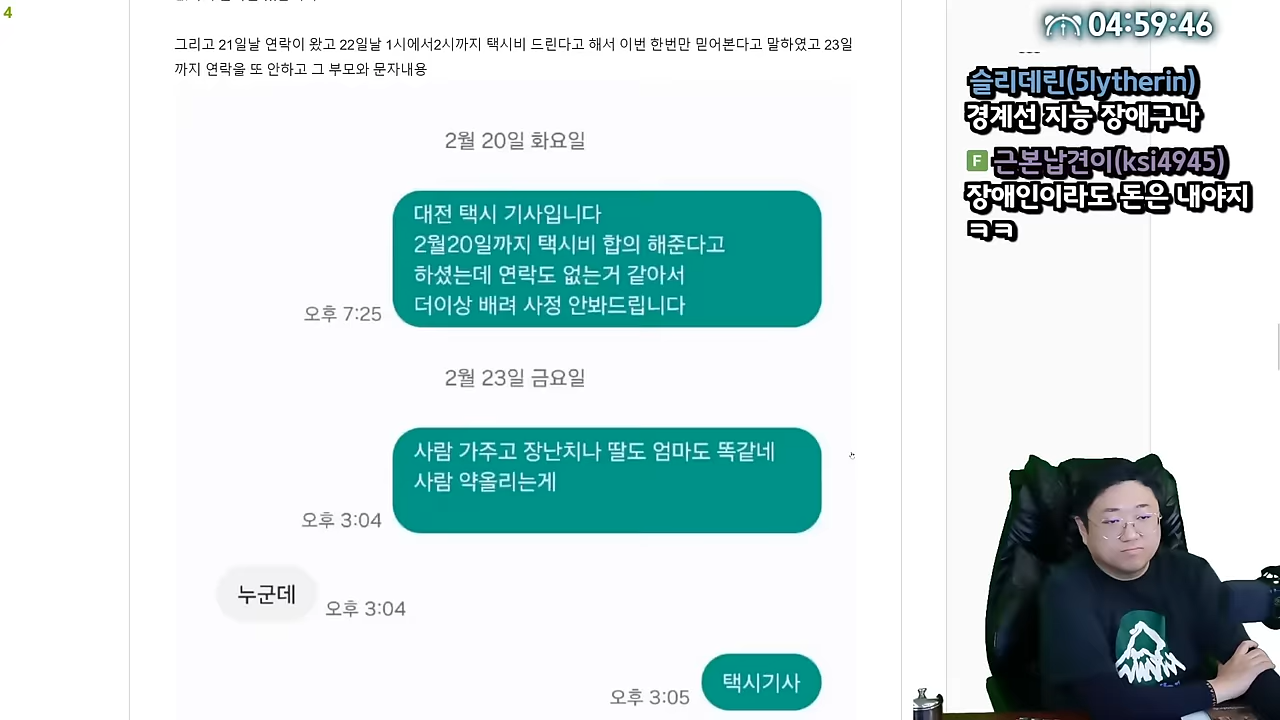 4
그리고 21일날 연락이 왔고 22일날 1시에서2시까지 택시비 드린다고 해서 이번 한번만 믿어본다고 말하였고 23일
까지 연락을 또 안하고 그 부모와 문자내용
2월 20일 화요일
대전 택시 기사입니다
2월20일까지 택시비 합의 해준다고
하셨는데 연락도 없는거 같아서
더이상 배려 사정 안봐드립니다
오후 7:25
2월 23일 금요일
사람 가주고 장난치나 딸도 엄마도 똑같네
사람 약올리는게
오후 3:04
누군데
오후 3:04
택시기사
오후 3:05
04:59:46
슬리데린(5lytherin)
경계선 지능 장애구나
F 근본납견이(ksi4945)
장애인이라도 돈은 내야지
ㅋㅋ